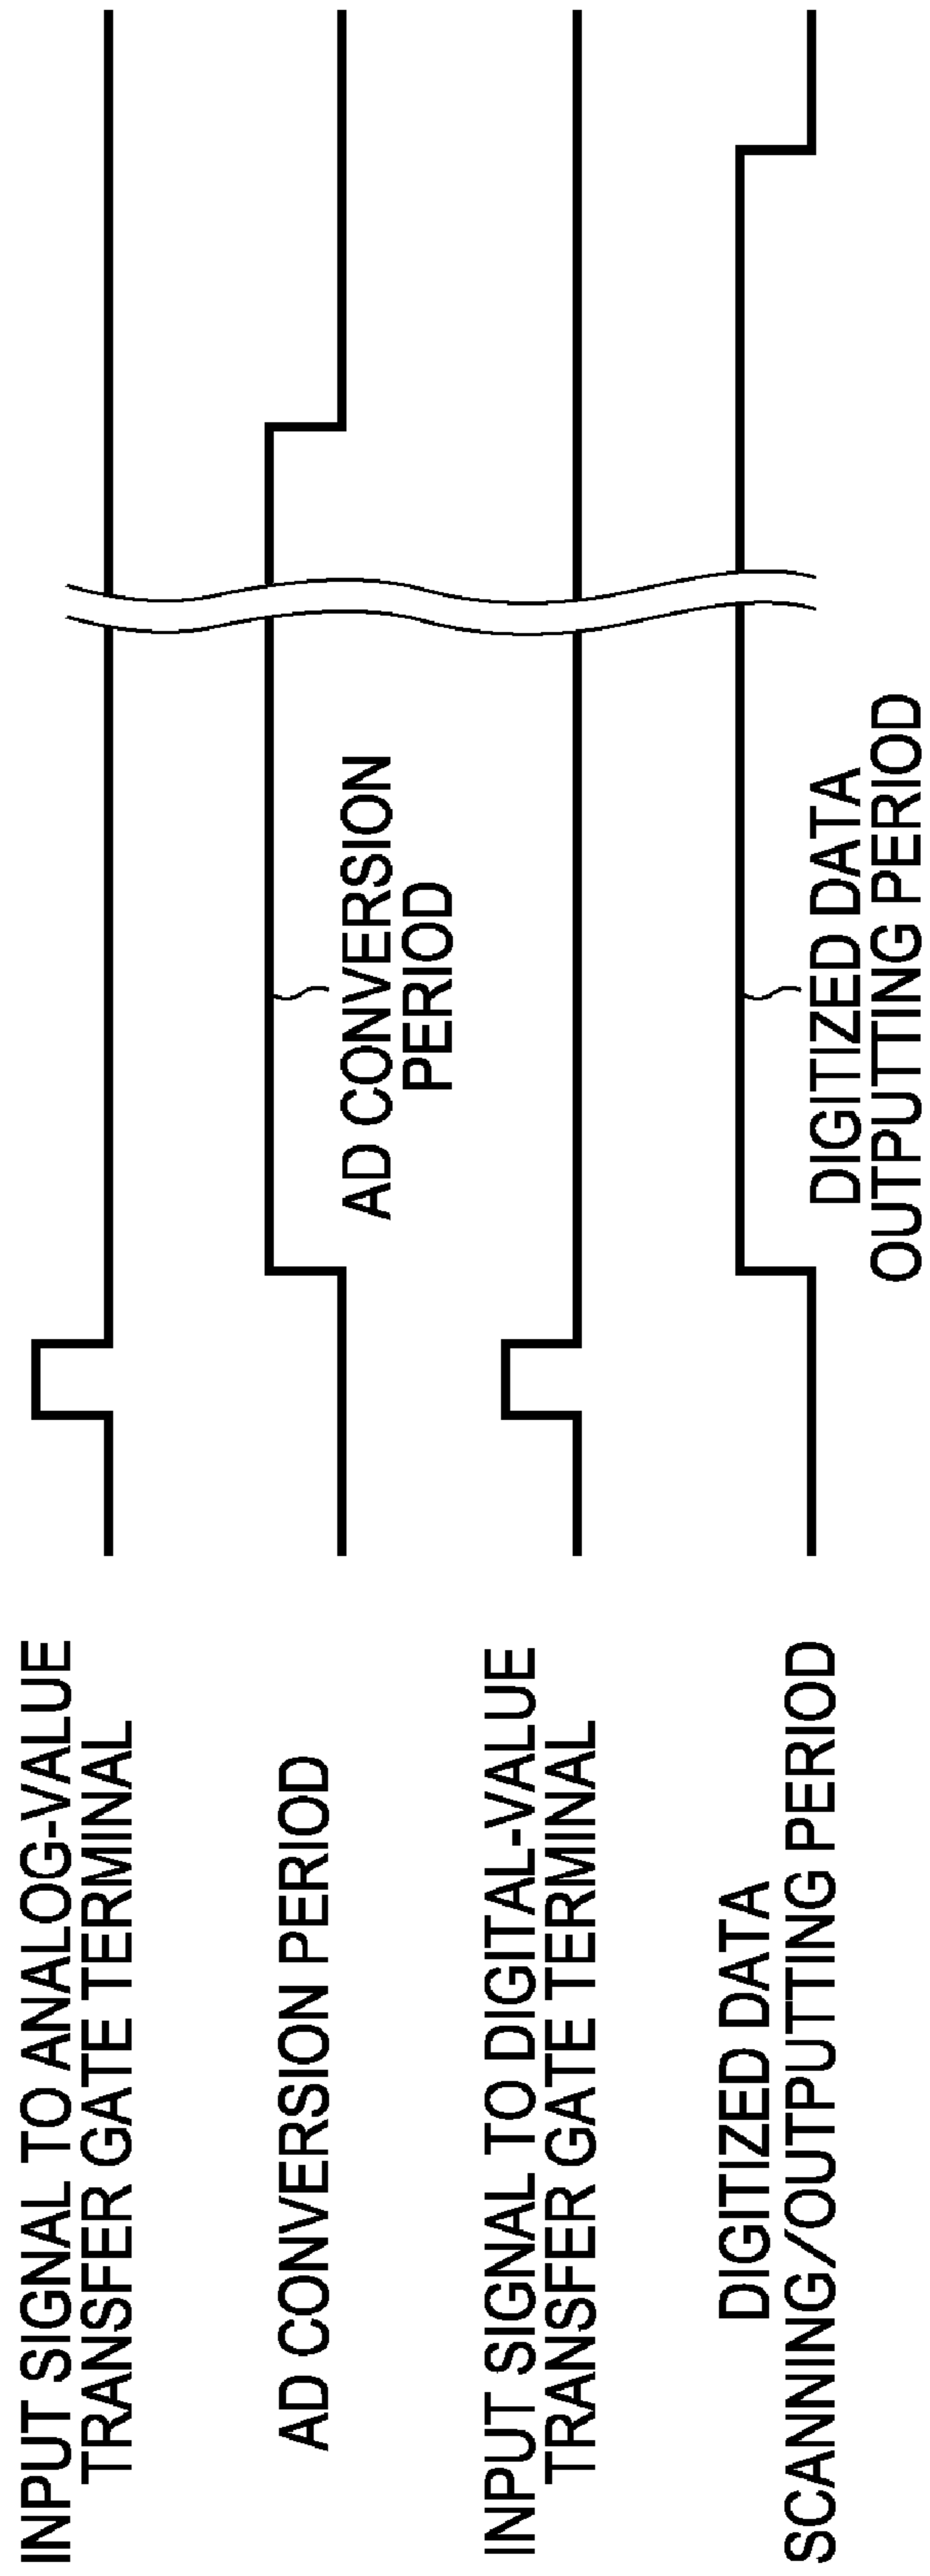 INPUT SIGNAL TO ANALOG-VALUE
TRANSFER GATE TERMINAL
AD CONVERSION PERIOD
AD CONVERSION
PERIOD
INPUT SIGNAL TO DIGITAL-VALUE
TRANSFER GATE TERMINAL
DIGITIZED DATA
SCANNING/OUTPUTTING PERIOD
DIGITIZED DATA
OUTPUTTING PERIOD